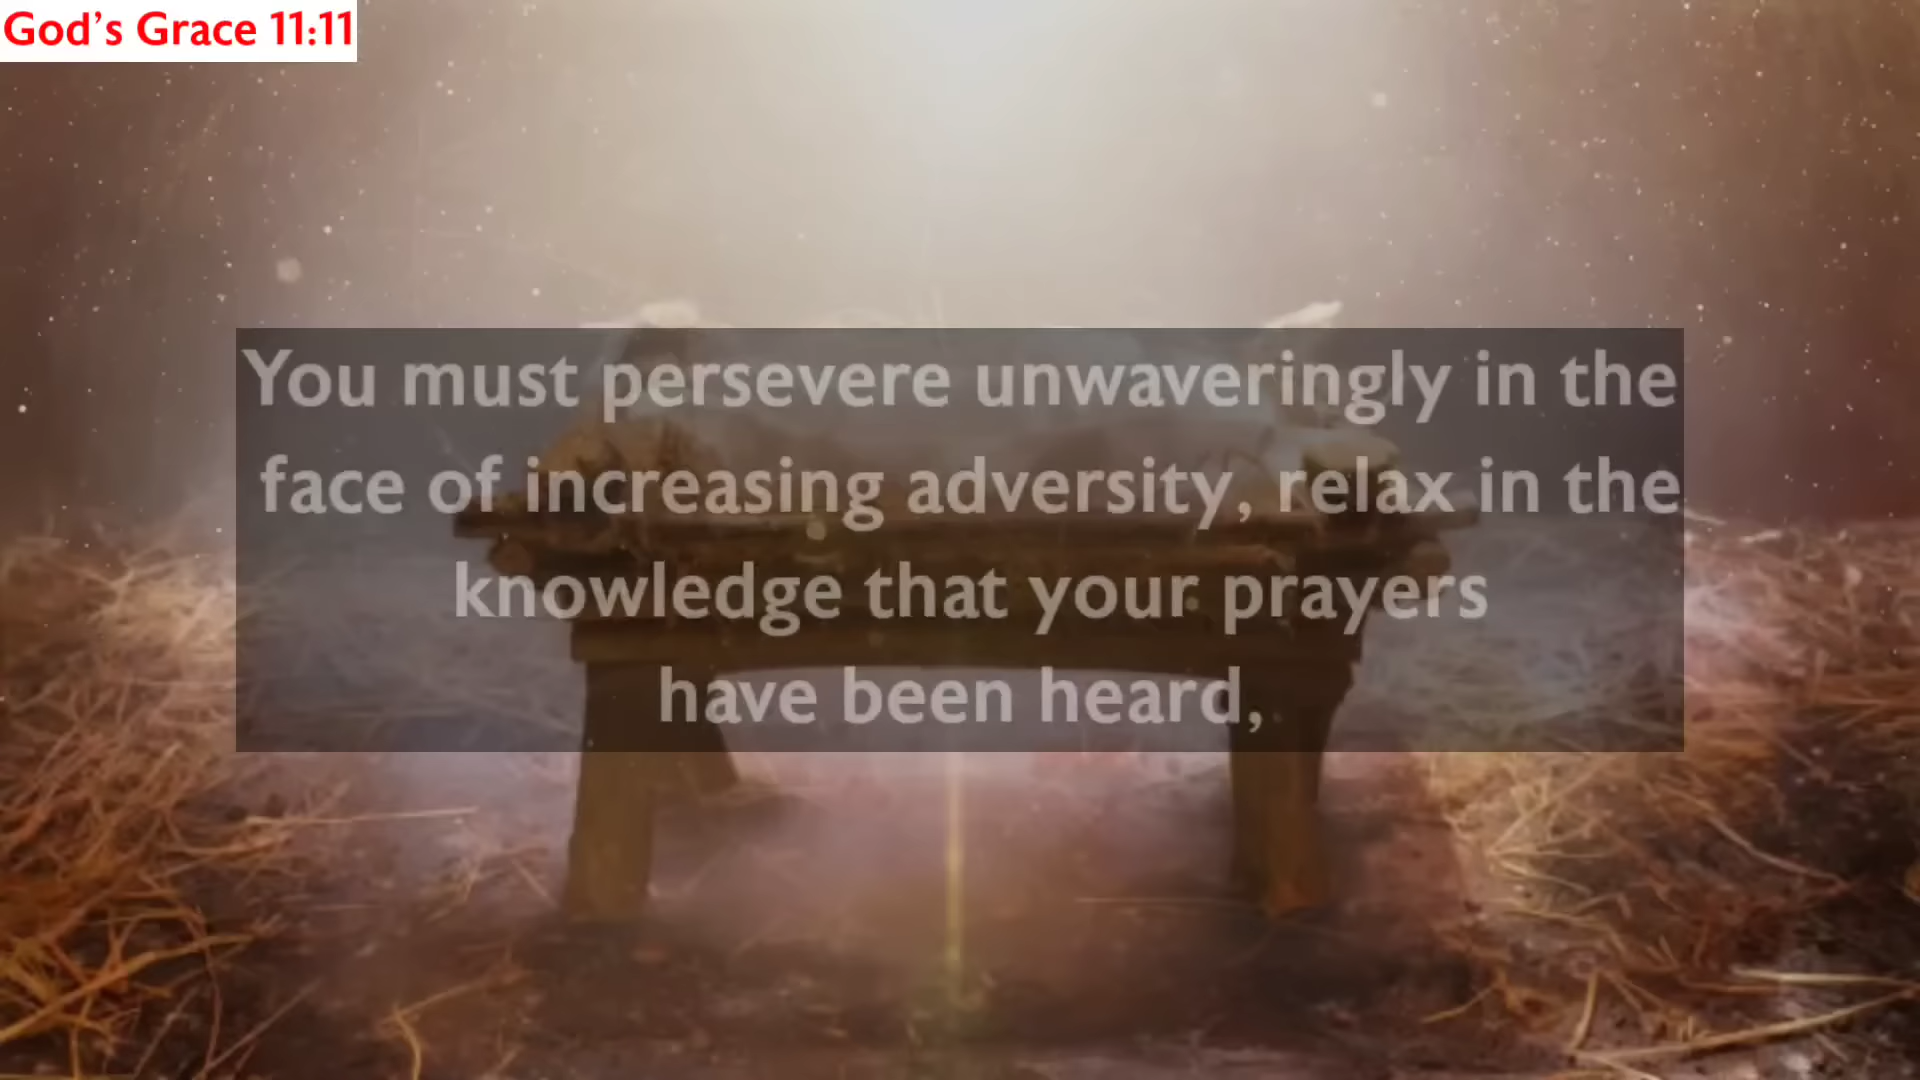 God's Grace 11:11
You must persevere unwaveringly in the
face of increasing adversity, relax in the
knowledge that your prayers
have been heard,